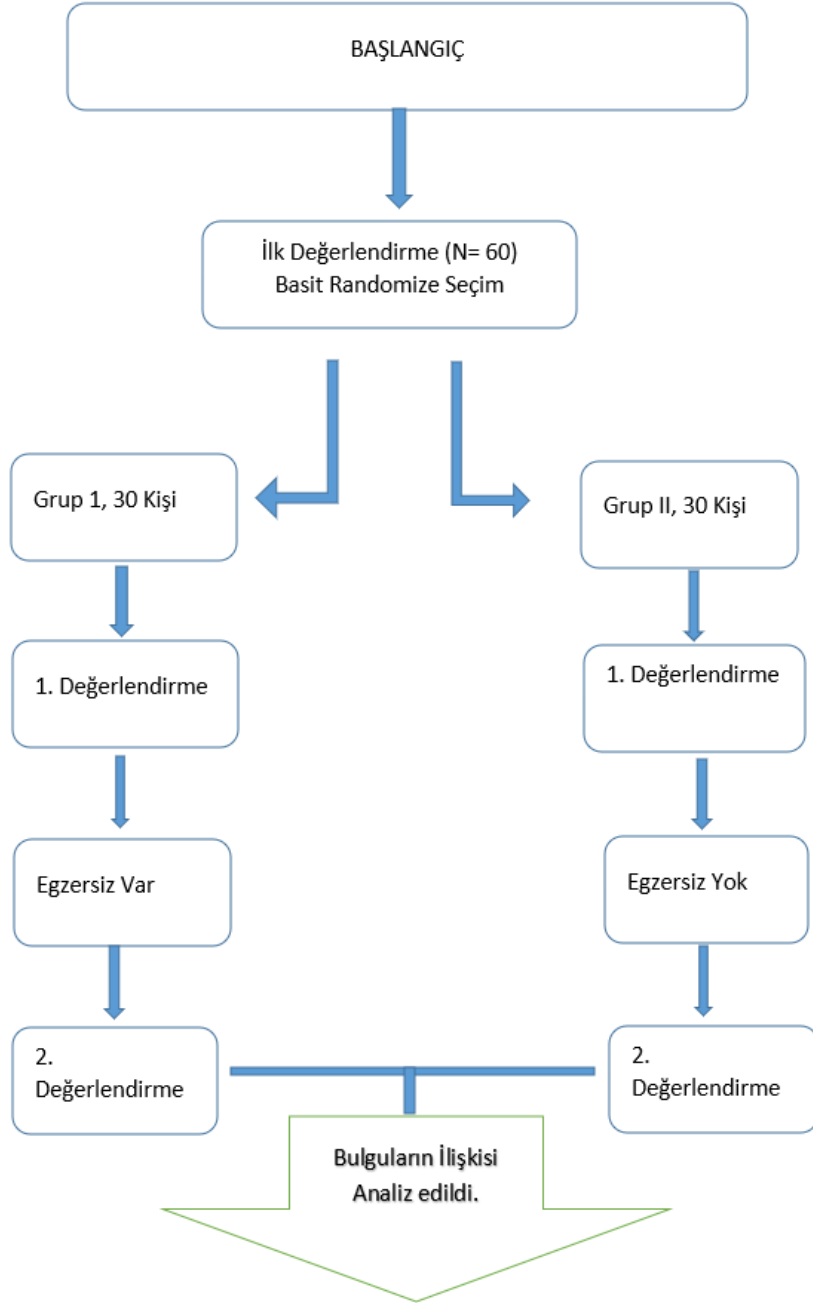 BAŞLANGIÇ
İlk Değerlendirme (N= 60)
Basit Randomize Seçim
Grup 1, 30 Kişi
Grup II, 30 Kişi
1. Değerlendirme
1. Değerlendirme
Egzersiz Var
Egzersiz Yok
2.
Değerlendirme
2.
Değerlendirme
Bulguların İlişkisi
Analiz edildi.